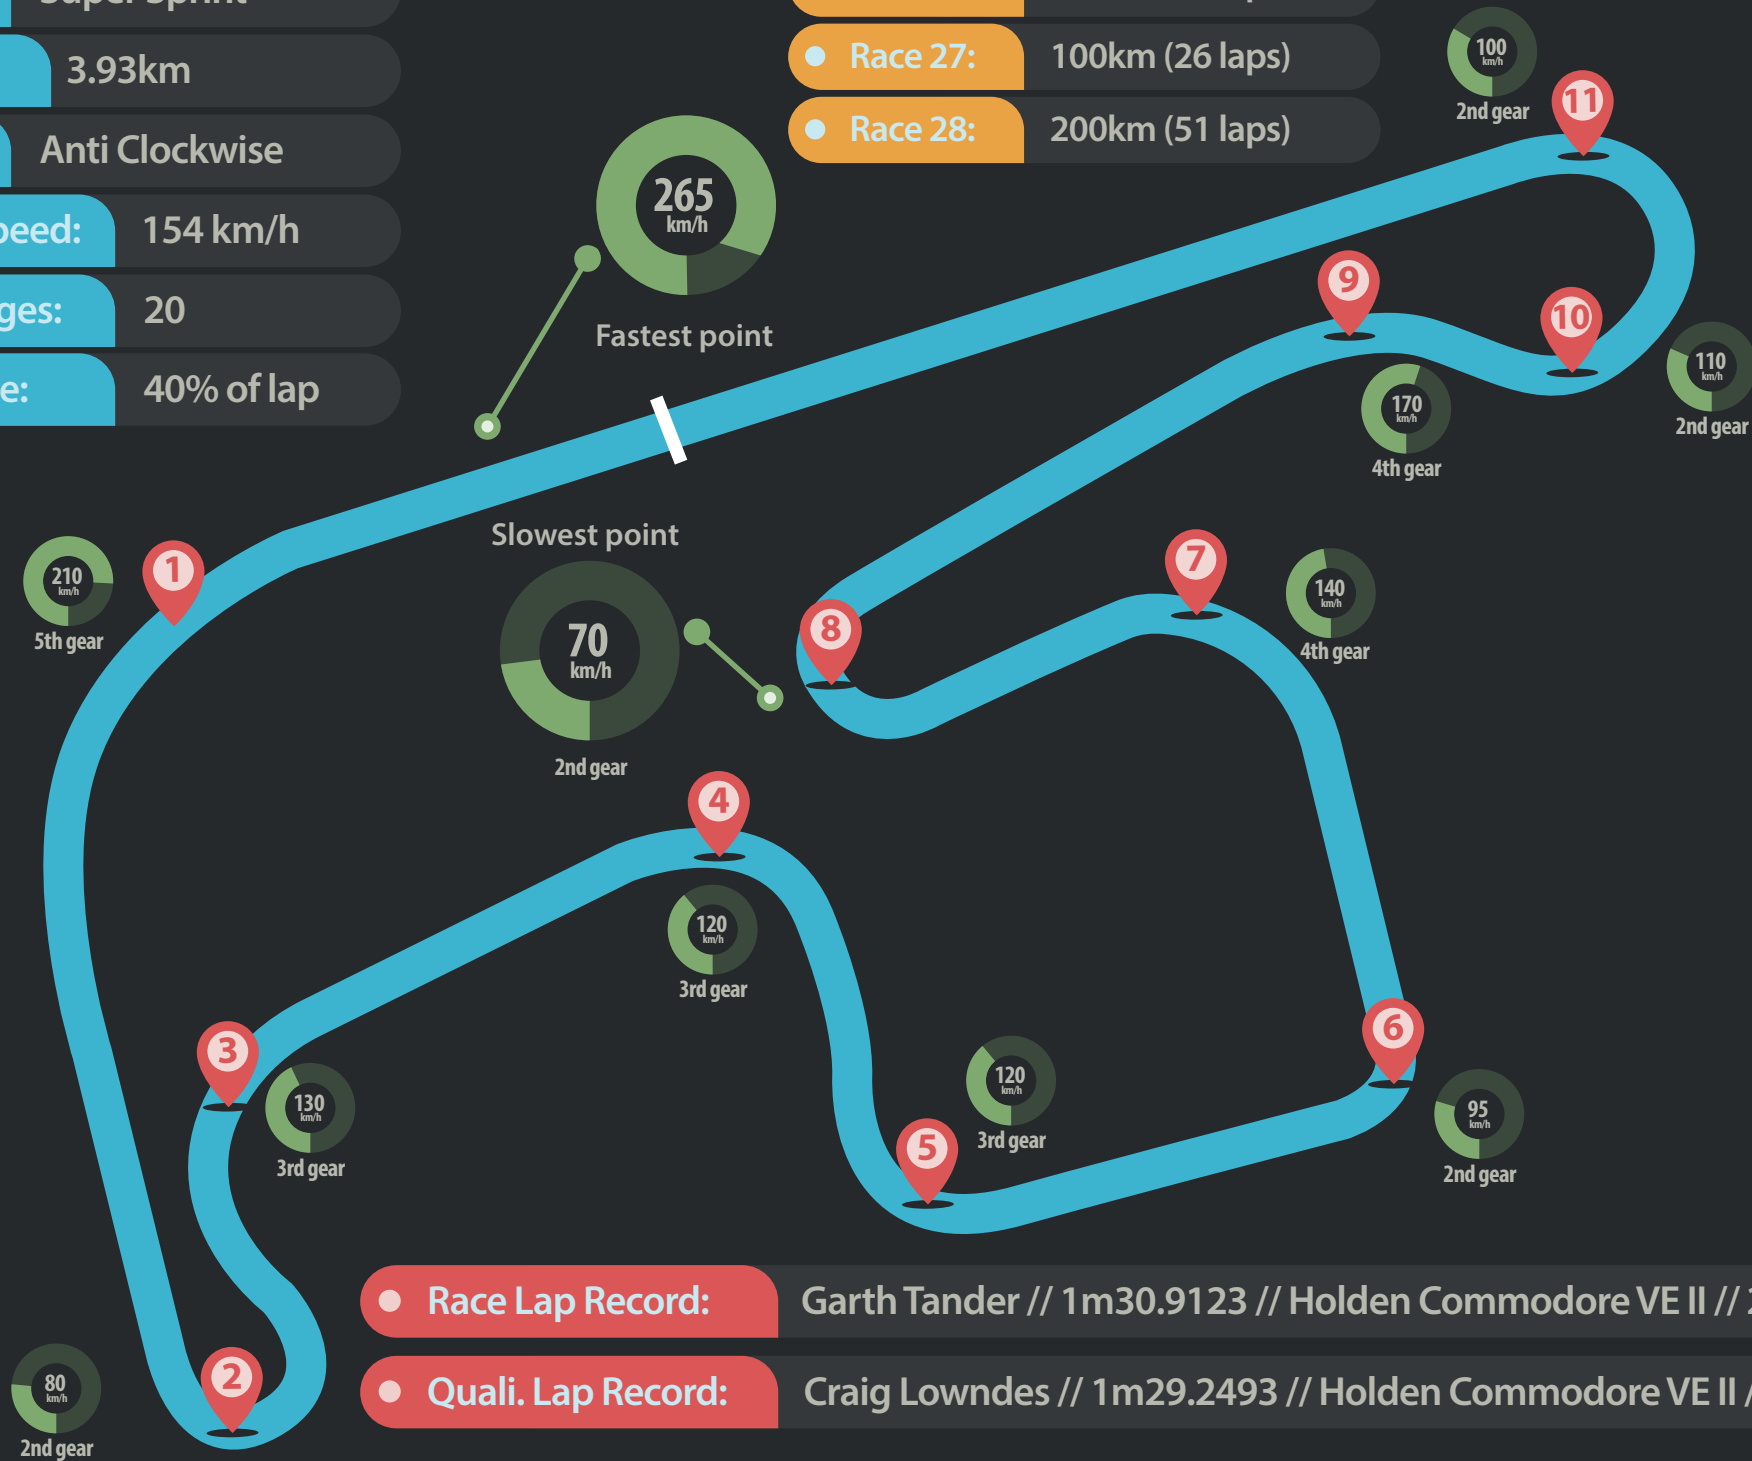 Super Sprint
3.93km
Anti Clockwise
peed: 154 km/h
ges: 20
e: 40% of lap
Race 27: 100km (26 laps)
Race 28: 200km (51 laps)
100
km/h
2nd gear
11
265
km/h
Fastest point
9
10
110
km/h
2nd gear
170
km/h
4th gear
Slowest point
70
km/h
2nd gear
210
km/h
5th gear
1
7
140
km/h
4th gear
8
4
120
km/h
3rd gear
3
130
km/h
3rd gear
6
95
km/h
2nd gear
120
km/h
3rd gear
5
2
80
km/h
2nd gear
Race Lap Record: Garth Tander // 1m30.9123 // Holden Commodore VE II //
Quali. Lap Record: Craig Lowndes // 1m29.2493 // Holden Commodore VE II /